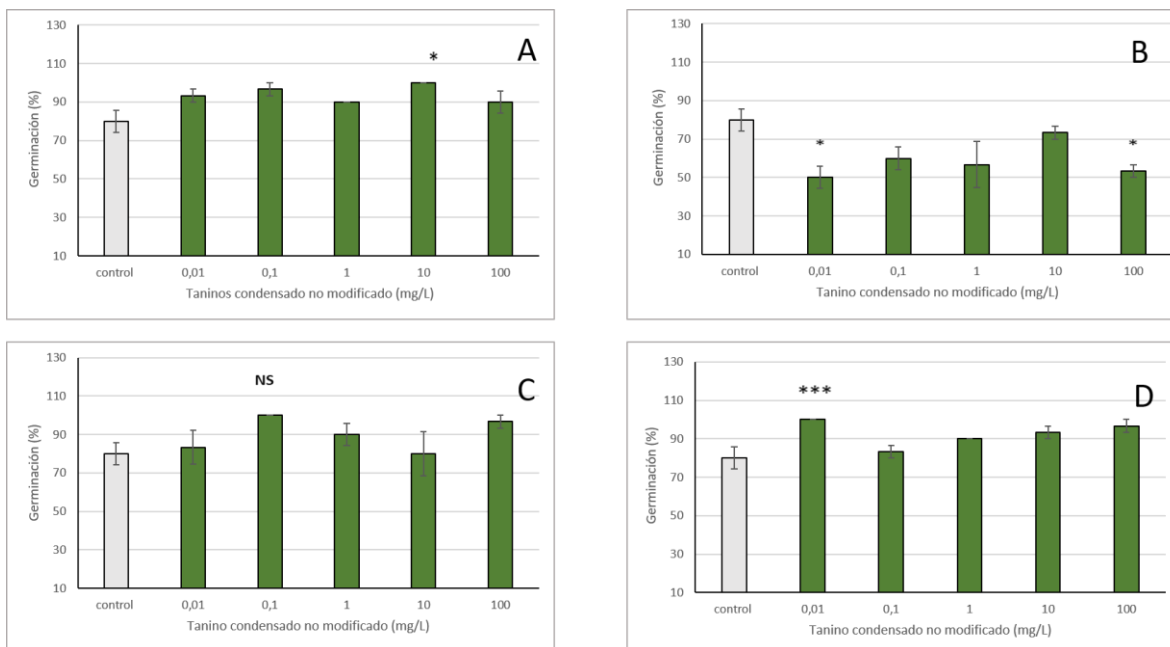 A
130
110
90
70
50
30
10
Germinación (%)
*
control 0,01 0,1 1 10 100
Taninos condensado no modificado (mg/L)
B
130
110
90
70
50
30
10
Germinación (%)
* *
control 0,01 0,1 1 10 100
Tanino condensado no modificado (mg/L)
C
130
110
90
70
50
30
10
Germinación (%)
NS
control 0,01 0,1 1 10 100
Tanino condensado no modificado (mg/L)
D
130
110
90
70
50
30
10
Germinación (%)
***
control 0,01 0,1 1 10 100
Tanino condensado no modificado (mg/L)